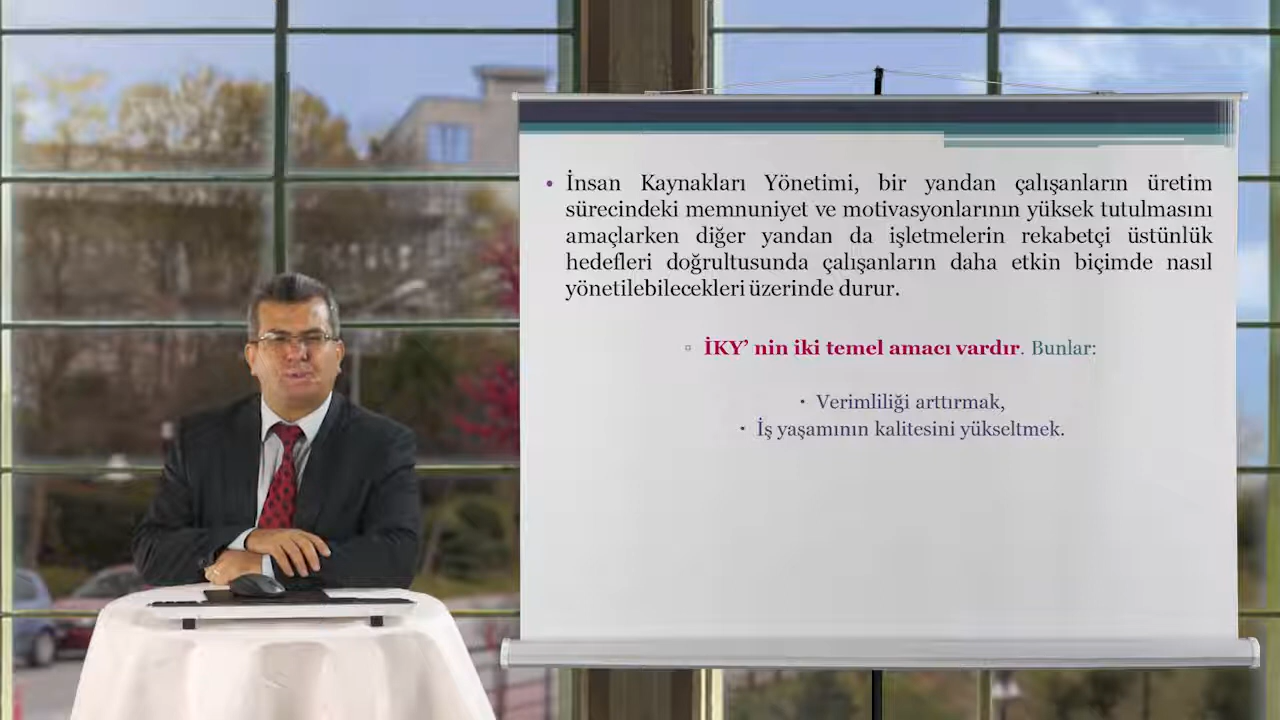 • İnsan Kaynakları Yönetimi, bir yandan çalışanların üretim
sürecindeki memnuniyet ve motivasyonlarının yüksek tutulmasını
amaçlarken diğer yandan da işletmelerin rekabetçi üstünlük
hedefleri doğrultusunda çalışanların daha etkin biçimde nasıl
yönetilebilecekleri üzerinde durur.
▫ İKY’ nin iki temel amacı vardır. Bunlar:
• Verimliliği arttırmak,
• İş yaşamının kalitesini yükseltmek.